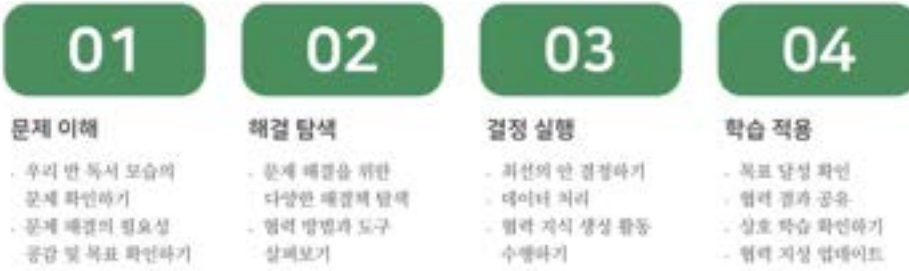 01
문제 이해
- 우리 반 독서 모습의
문제 확인하기
- 문제 해결의 필요성
공감 및 목표 확인하기
02
해결 탐색
- 문제 해결을 위한
다양한 해결책 탐색
- 협력 방법과 도구
살펴보기
03
결정 실행
- 최선의 안 결정하기
- 데이터 처리
- 협력 지식 생성 활동
수행하기
04
학습 적용
- 목표 달성 확인
- 협력 결과 공유
- 상호 학습 확인하기
- 협력 지성 업데이트